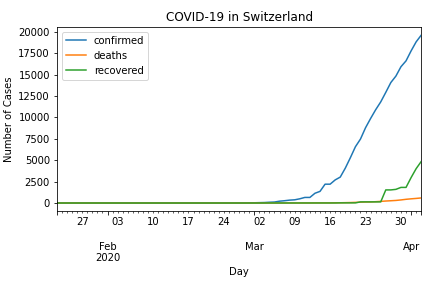 COVID-19 in Switzerland
confirmed
deaths
recovered
Number of Cases
20000
17500
15000
12500
10000
7500
5000
2500
0
27 03 10 17 24 02 09 16 23 30
Feb Mar Apr
2020
Day